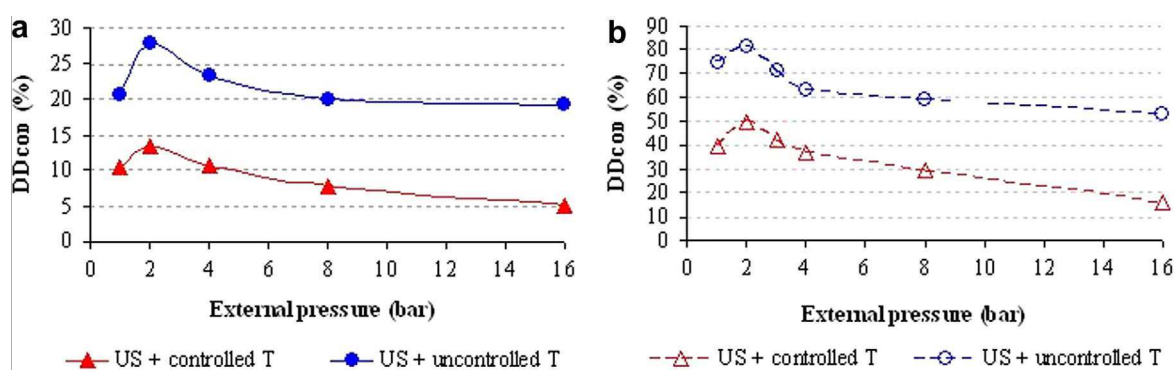 a
30
25
20
15
10
5
0
DDcon (%)
0 2 4 6 8 10 12 14 16
External pressure (bar)
US + controlled T US + uncontrolled T
b
90
80
70
60
50
40
30
20
10
0
DDcon (%)
0 2 4 6 8 10 12 14 16
External pressure (bar)
US + controlled T US + uncontrolled T